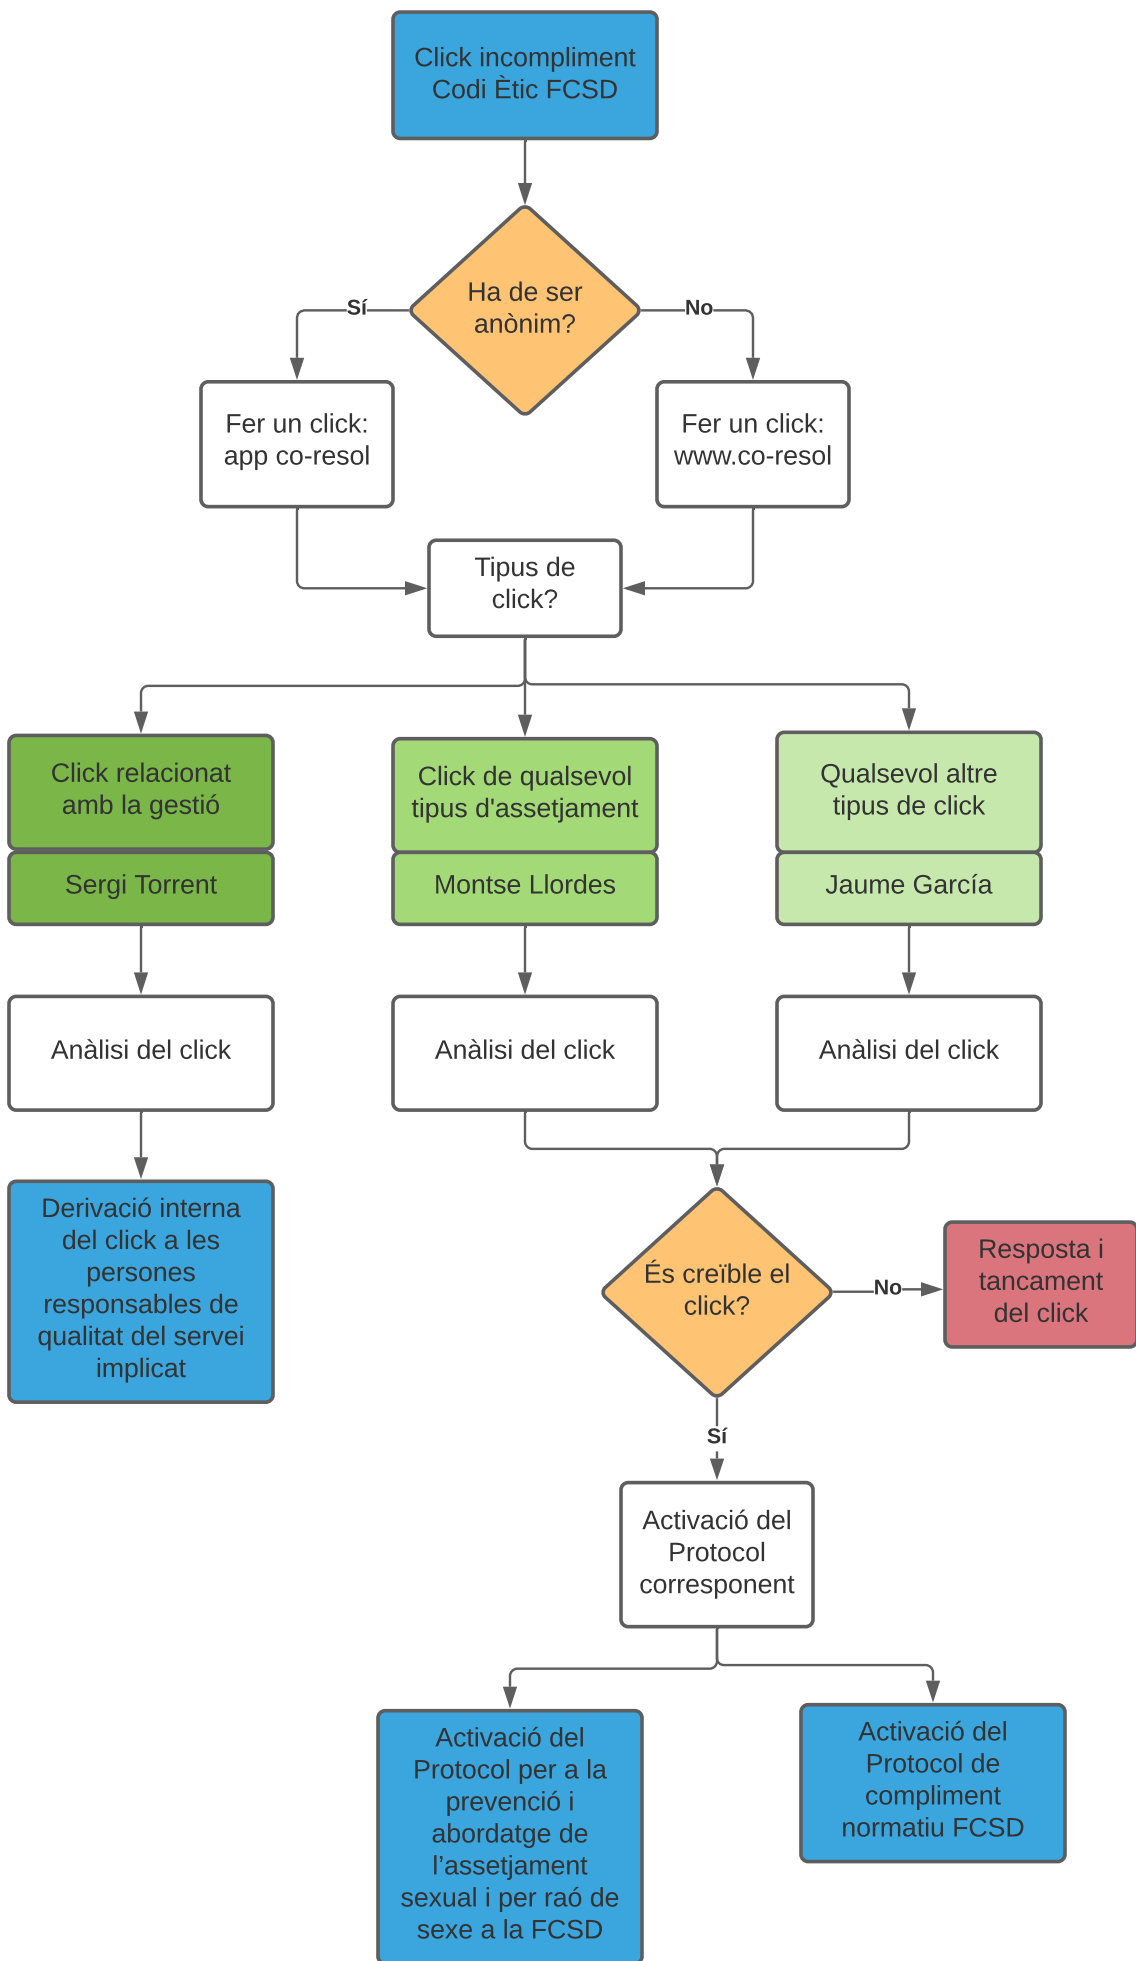 Click incompliment
Codi Ètic FCSD
Ha de ser
anònim?
Sí
No
Fer un click:
app co-resol
Fer un click:
www.co-resol
Tipus de
click?
Click relacionat
amb la gestió
Sergi Torrent
Click de qualsevol
tipus d'assetjament
Montse Llordes
Qualsevol altre
tipus de click
Jaume García
Anàlisi del click
Anàlisi del click
Anàlisi del click
Derivació interna
del click a les
persones
responsables de
qualitat del servei
implicat
És creïble el
click?
No
Resposta i
tancament
del click
Sí
Activació del
Protocol
corresponent
Activació del
Protocol per a la
prevenció i
abordatge de
l’assetjament
sexual i per raó de
sexe a la FCSD
Activació del
Protocol de
compliment
normatiu FCSD